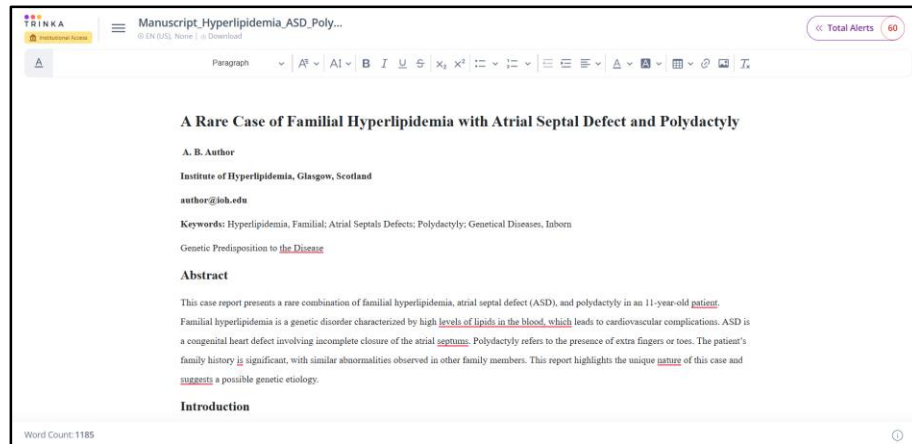 TRINKA
Institutional Access
Manuscript_Hyperlipidemia_ASD_Poly...
EN (US), None | Download
Total Alerts 60
A Paragraph A AI B I U S x₂ x² A A
A Rare Case of Familial Hyperlipidemia with Atrial Septal Defect and Polydactyly
A. B. Author
Institute of Hyperlipidemia, Glasgow, Scotland
author@ioh.edu
Keywords: Hyperlipidemia, Familial; Atrial Septals Defects; Polydactyly; Genetical Diseases, Inborn
Genetic Predisposition to the Disease
Abstract
This case report presents a rare combination of familial hyperlipidemia, atrial septal defect (ASD), and polydactyly in an 11-year-old patient.
Familial hyperlipidemia is a genetic disorder characterized by high levels of lipids in the blood, which leads to cardiovascular complications. ASD is
a congenital heart defect involving incomplete closure of the atrial septums. Polydactyly refers to the presence of extra fingers or toes. The patient's
family history is significant, with similar abnormalities observed in other family members. This report highlights the unique nature of this case and
suggests a possible genetic etiology.
Introduction
Word Count: 1185